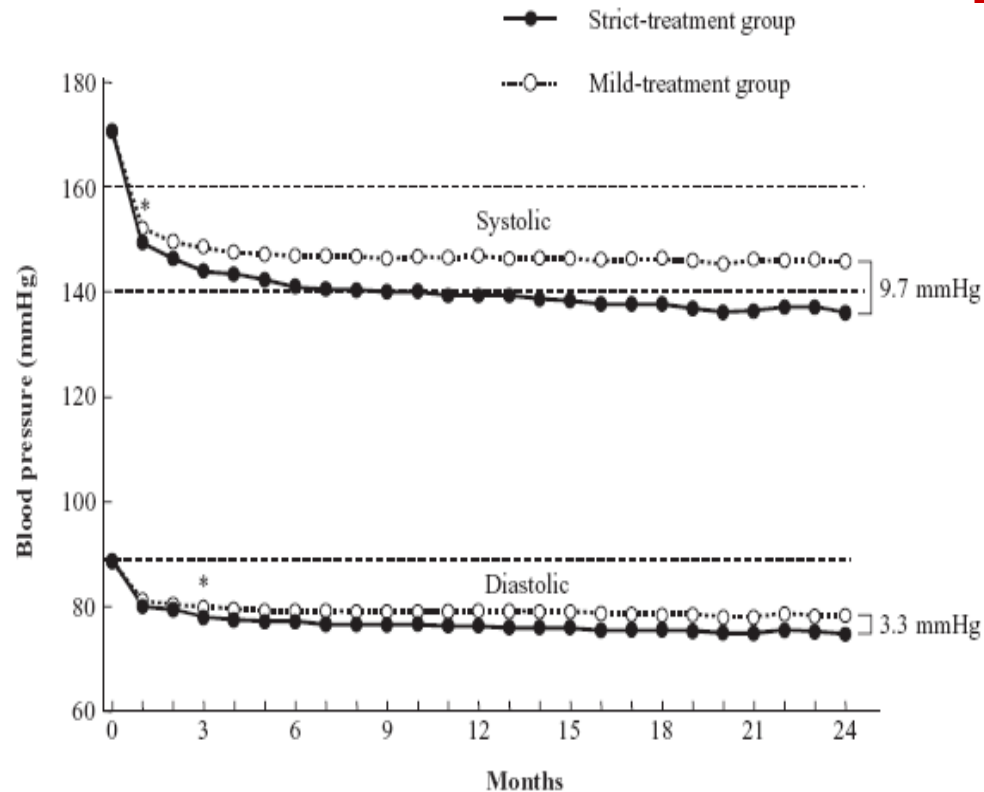 Strict-treatment group
Mild-treatment group
180
160
140
120
100
80
60
*
Systolic
9.7 mmHg
*
Diastolic
3.3 mmHg
Blood pressure (mmHg)
0 3 6 9 12 15 18 21 24
Months